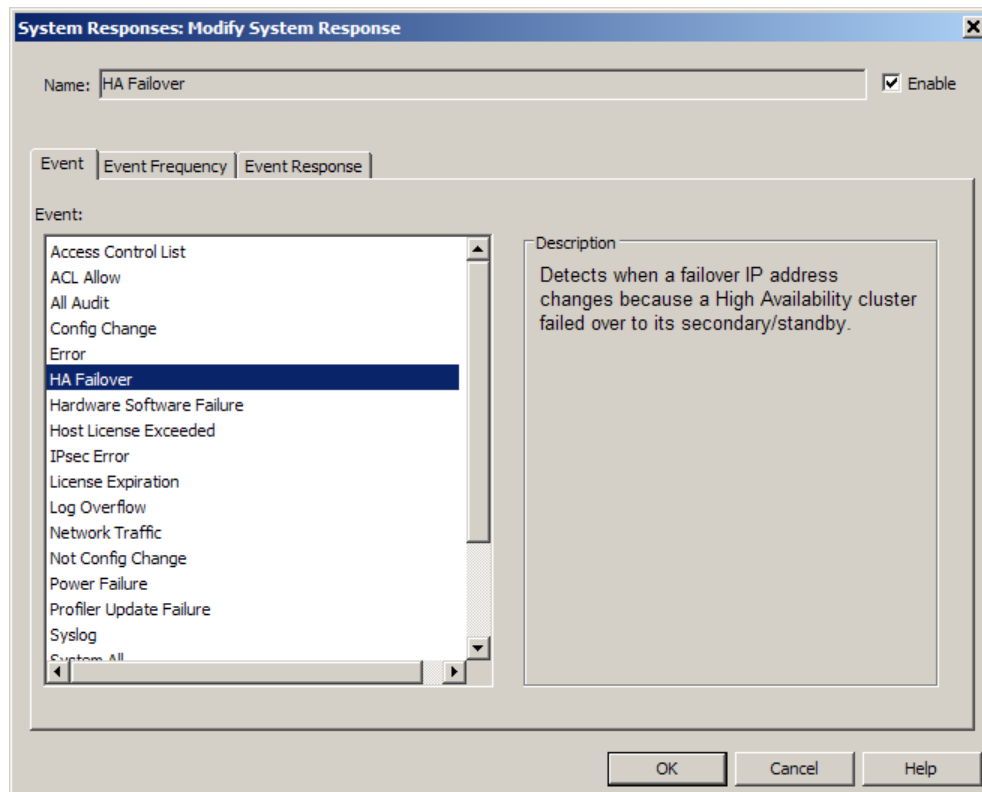 System Responses: Modify System Response
Name: HA Failover
Enable
Event
Event Frequency
Event Response
Event:
Access Control List
ACL Allow
All Audit
Config Change
Error
HA Failover
Hardware Software Failure
Host License Exceeded
IPsec Error
License Expiration
Log Overflow
Network Traffic
Not Config Change
Power Failure
Profiler Update Failure
Syslog
System All
Description
Detects when a failover IP address
changes because a High Availability cluster
failed over to its secondary/standby.
OK
Cancel
Help